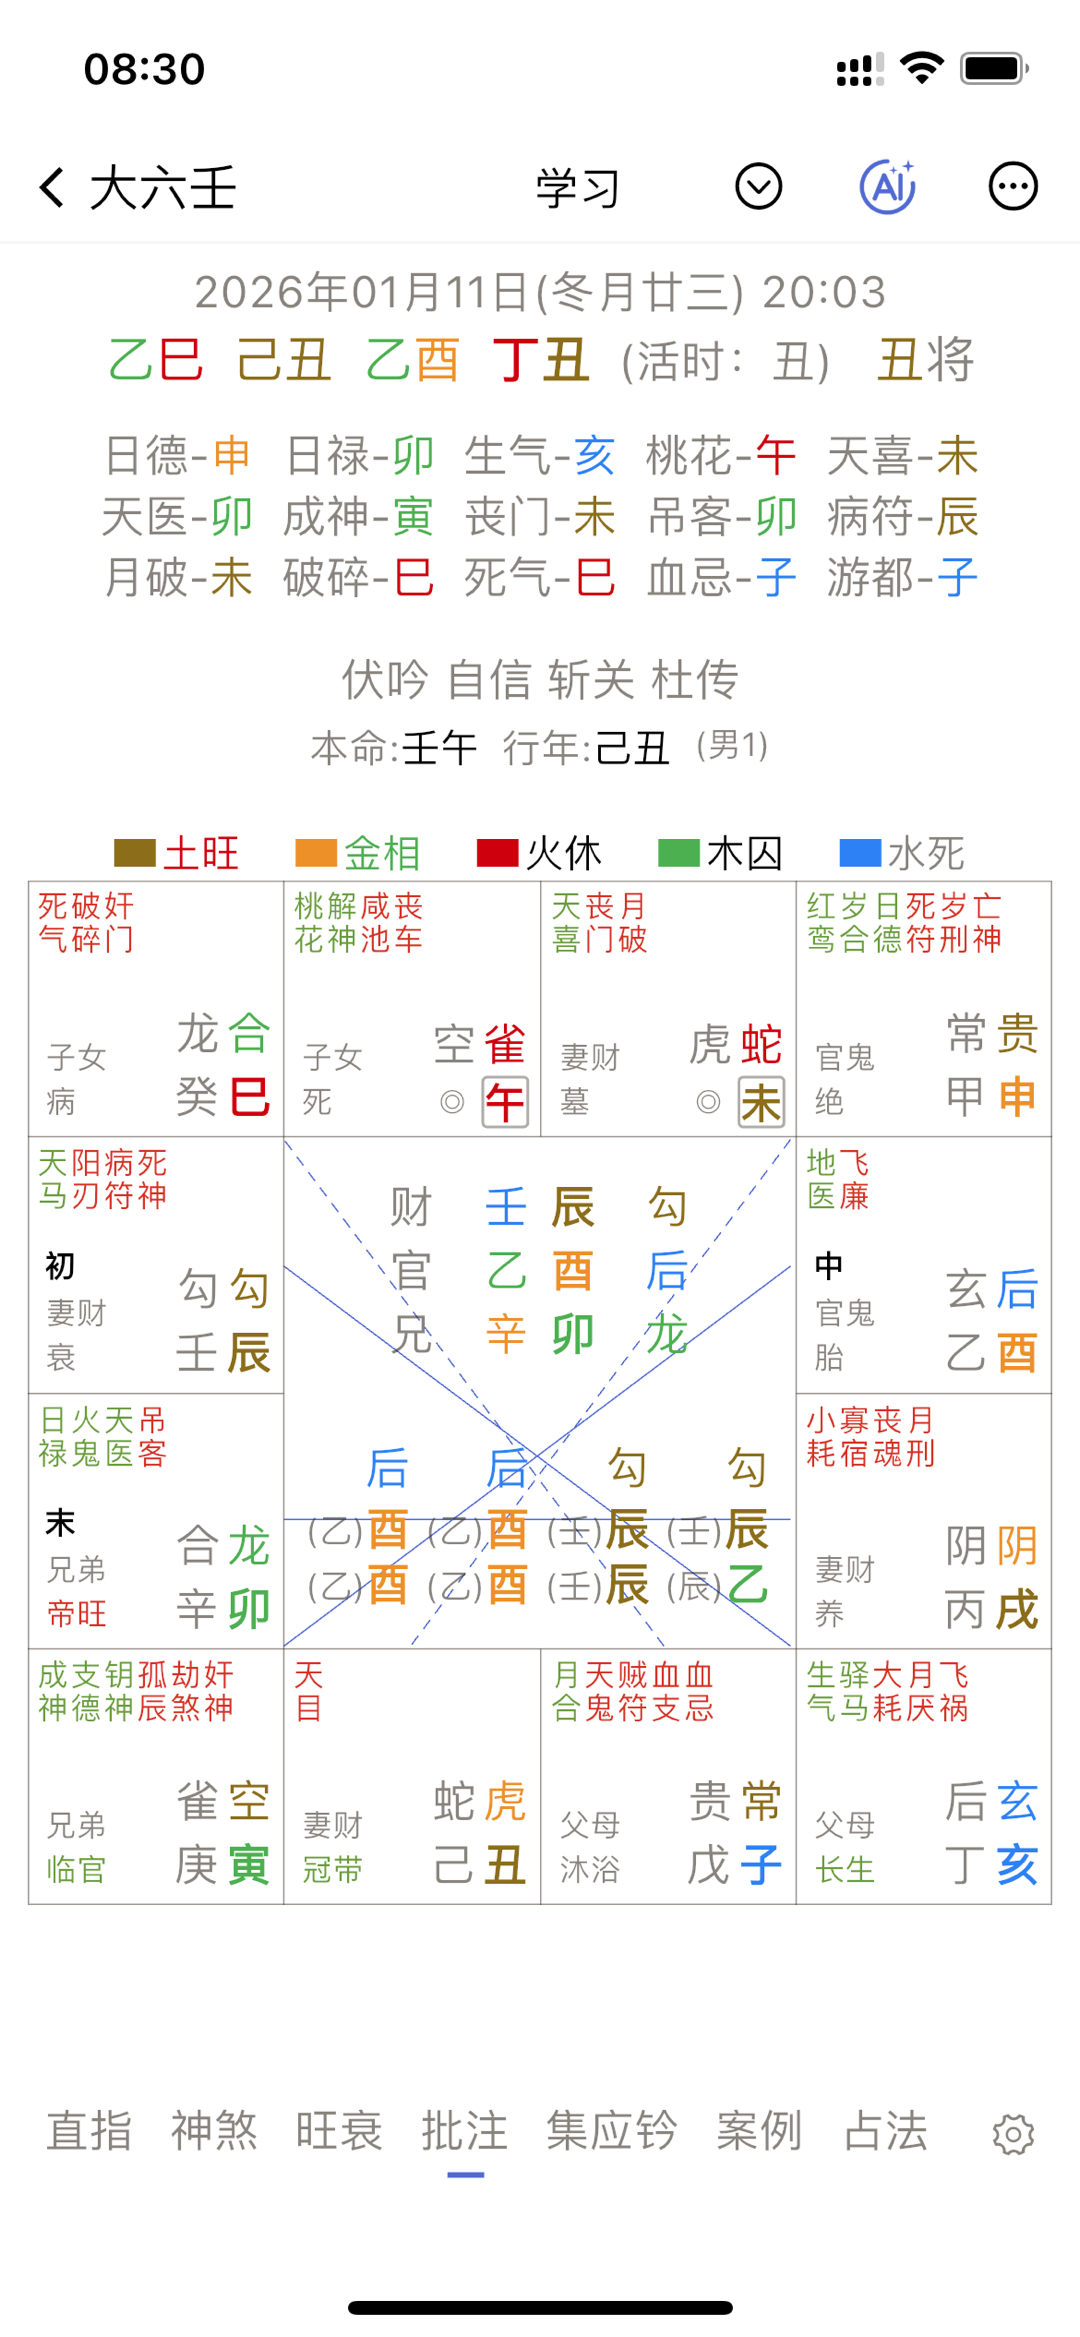 08:30
大六壬 学习 AI
2026年01月11日(冬月廿三) 20:03
乙巳 己丑 乙酉 丁丑 (活时：丑) 丑将
日德-申 日禄-卯 生气-亥 桃花-午 天喜-未
天医-卯 成神-寅 丧门-未 吊客-卯 病符-辰
月破-未 破碎-巳 死气-巳 血忌-子 游都-子
伏吟 自信 斩关 杜传
本命:壬午 行年:己丑 (男1)
土旺 金相 火休 木囚 水死
死破奸
气碎门
龙合
子女
病
癸巳
桃解咸丧
花神池车
空雀
子女
死
◎午
天丧月
喜门破
虎蛇
妻财
墓
◎未
红岁日死岁亡
鸾合德符刑神
常贵
官鬼
绝
甲申
天阳病死
马刃符神
初
勾勾
妻财
衰
壬辰
财 壬 辰 勾
官 乙 酉 后
兄 辛 卯 龙
地飞
医廉
中
玄后
官鬼
胎
乙酉
日火天吊
禄鬼医客
末
合龙
兄弟
帝旺
辛卯
后 后 勾 勾
(乙)酉 (乙)酉 (壬)辰 (壬)辰
(乙)酉 (乙)酉 (壬)辰 (辰)乙
小寡丧月
耗宿魂刑
阴阴
妻财
养
丙戌
成支钥孤劫奸
神德神辰煞神
雀空
兄弟
临官
庚寅
天
目
蛇虎
妻财
冠带
己丑
月天贼血血
合鬼符支忌
贵常
父母
沐浴
戊子
生驿大月飞
气马耗厌祸
后玄
父母
长生
丁亥
直指 神煞 旺衰 批注 集应钤 案例 占法